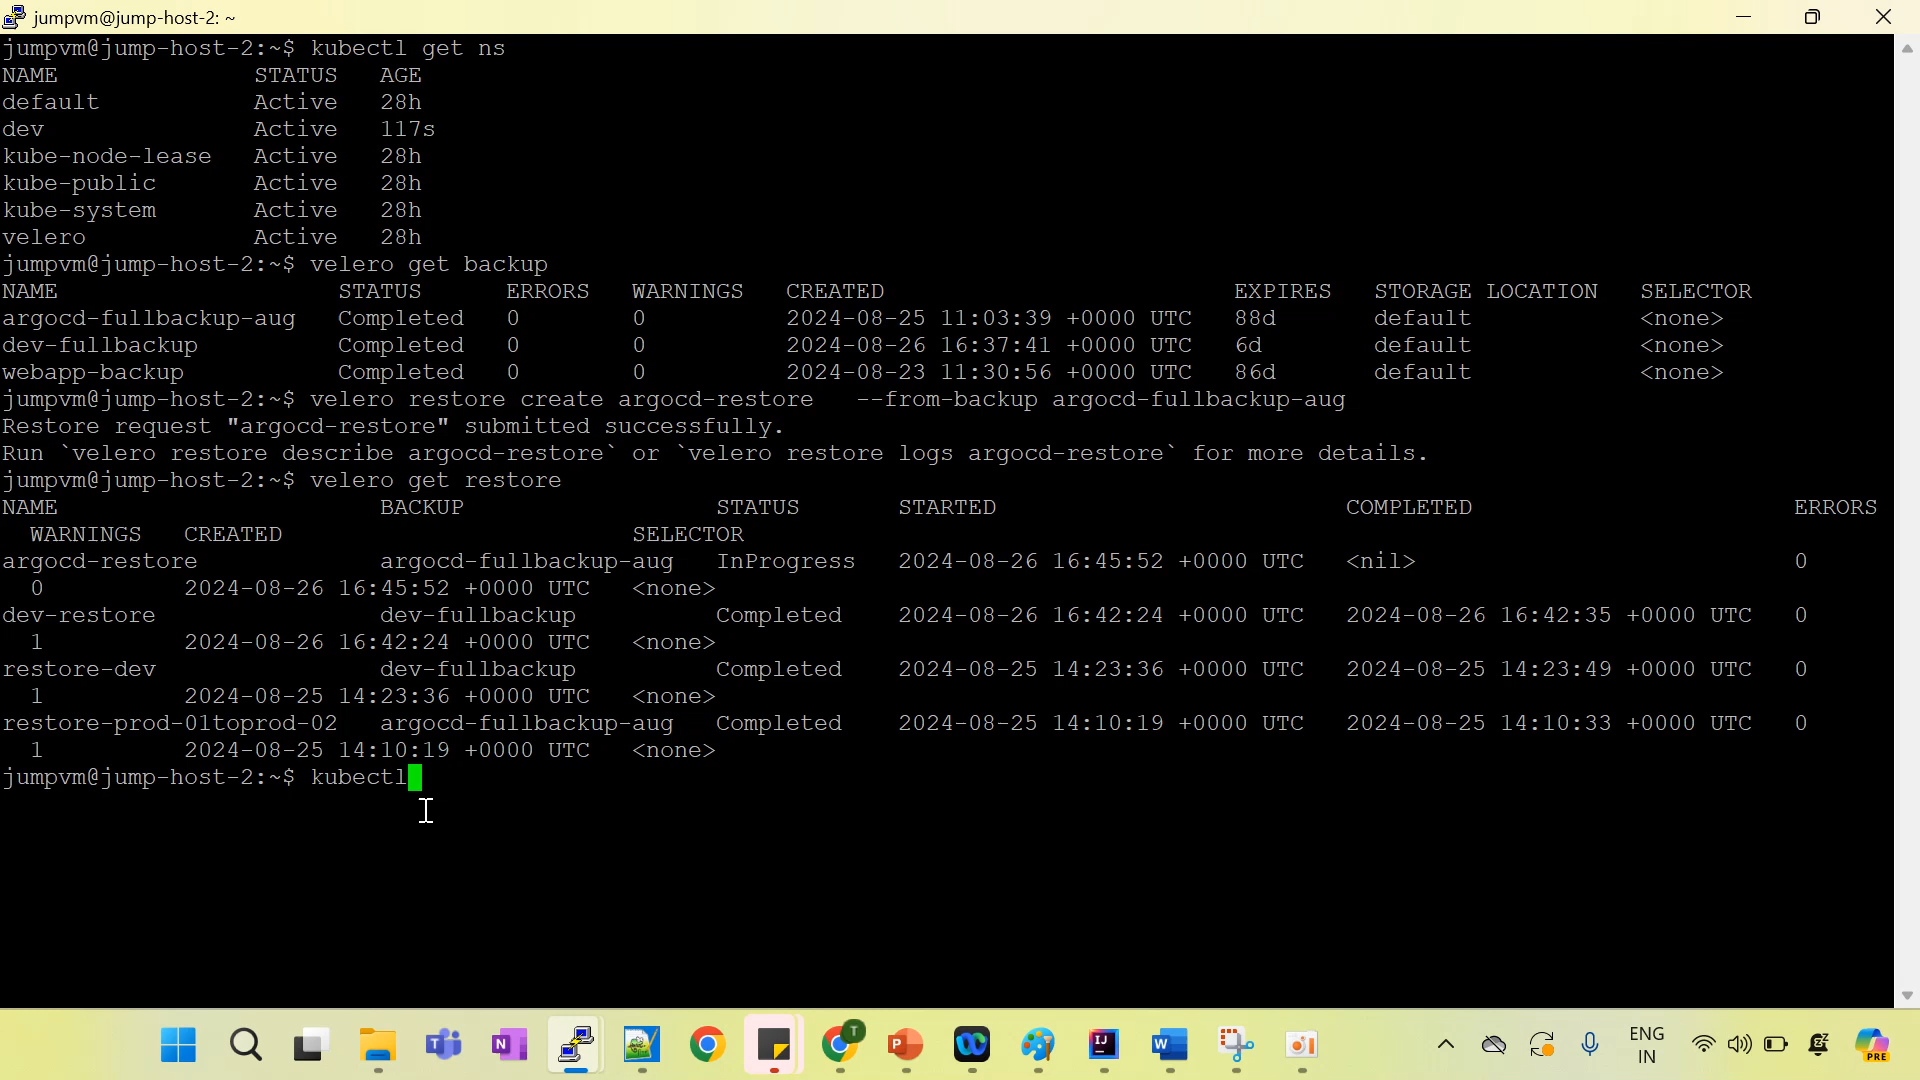 jumpvm@jump-host-2: ~
jumpvm@jump-host-2:~$ kubectl get ns
NAME STATUS AGE
default Active 28h
dev Active 117s
kube-node-lease Active 28h
kube-public Active 28h
kube-system Active 28h
velero Active 28h
jumpvm@jump-host-2:~$ velero get backup
NAME STATUS ERRORS WARNINGS CREATED EXPIRES STORAGE LOCATION SELECTOR
argocd-fullbackup-aug Completed 0 0 2024-08-25 11:03:39 +0000 UTC 88d default <none>
dev-fullbackup Completed 0 0 2024-08-26 16:37:41 +0000 UTC 6d default <none>
webapp-backup Completed 0 0 2024-08-23 11:30:56 +0000 UTC 86d default <none>
jumpvm@jump-host-2:~$ velero restore create argocd-restore --from-backup argocd-fullbackup-aug
Restore request "argocd-restore" submitted successfully.
Run `velero restore describe argocd-restore` or `velero restore logs argocd-restore` for more details.
jumpvm@jump-host-2:~$ velero get restore
NAME BACKUP STATUS STARTED COMPLETED ERRORS
WARNINGS CREATED SELECTOR
argocd-restore argocd-fullbackup-aug InProgress 2024-08-26 16:45:52 +0000 UTC <nil> 0
0 2024-08-26 16:45:52 +0000 UTC <none>
dev-restore dev-fullbackup Completed 2024-08-26 16:42:24 +0000 UTC 2024-08-26 16:42:35 +0000 UTC 0
1 2024-08-26 16:42:24 +0000 UTC <none>
restore-dev dev-fullbackup Completed 2024-08-25 14:23:36 +0000 UTC 2024-08-25 14:23:49 +0000 UTC 0
1 2024-08-25 14:23:36 +0000 UTC <none>
restore-prod-01toprod-02 argocd-fullbackup-aug Completed 2024-08-25 14:10:19 +0000 UTC 2024-08-25 14:10:33 +0000 UTC 0
1 2024-08-25 14:10:19 +0000 UTC <none>
jumpvm@jump-host-2:~$ kubectl
T
N
T
P
IJ
W
ENG
IN
PRE